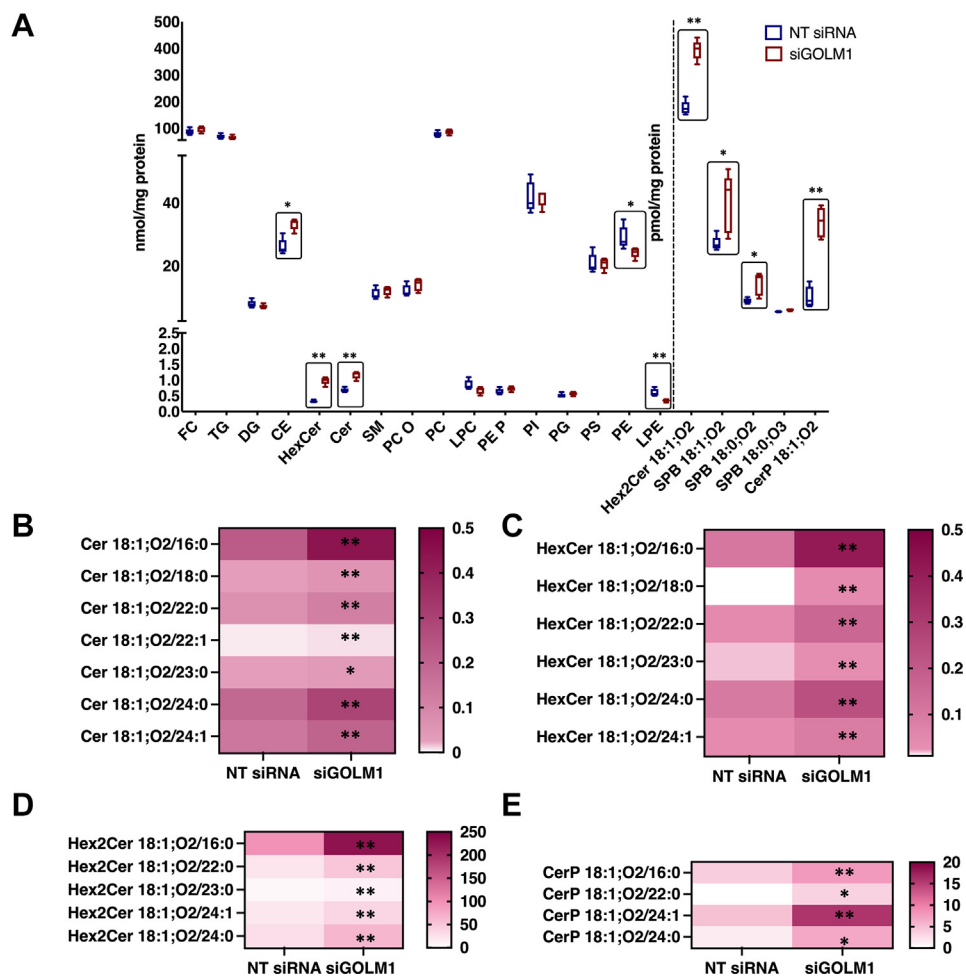 A
500
400
300
200
100
40
20
2.5
2.0
1.5
1.0
0.5
0.0
nmol/mg protein
pmol/mg protein
NT siRNA
siGOLM1
*
**
**
*
**
**
*
*
**
FC
TG
DG
CE
HexCer
Cer
SM
PC O
PC
LPC
PE P
PI
PG
PS
PE
LPE
Hex2Cer 18:1;O2
SPB 18:1;O2
SPB 18:0;O2
SPB 18:0;O3
CerP 18:1;O2
B
Cer 18:1;O2/16:0 **
Cer 18:1;O2/18:0 **
Cer 18:1;O2/22:0 **
Cer 18:1;O2/22:1 **
Cer 18:1;O2/23:0 *
Cer 18:1;O2/24:0 **
Cer 18:1;O2/24:1 **
NT siRNA siGOLM1
0.5
0.4
0.3
0.2
0.1
0
C
HexCer 18:1;O2/16:0 **
HexCer 18:1;O2/18:0 **
HexCer 18:1;O2/22:0 **
HexCer 18:1;O2/23:0 **
HexCer 18:1;O2/24:0 **
HexCer 18:1;O2/24:1 **
NT siRNA siGOLM1
0.5
0.4
0.3
0.2
0.1
D
Hex2Cer 18:1;O2/16:0 **
Hex2Cer 18:1;O2/22:0 **
Hex2Cer 18:1;O2/23:0 **
Hex2Cer 18:1;O2/24:1 **
Hex2Cer 18:1;O2/24:0 **
NT siRNA siGOLM1
250
200
150
100
50
0
E
CerP 18:1;O2/16:0 **
CerP 18:1;O2/22:0 *
CerP 18:1;O2/24:1 **
CerP 18:1;O2/24:0 *
NT siRNA siGOLM1
20
15
10
5
0